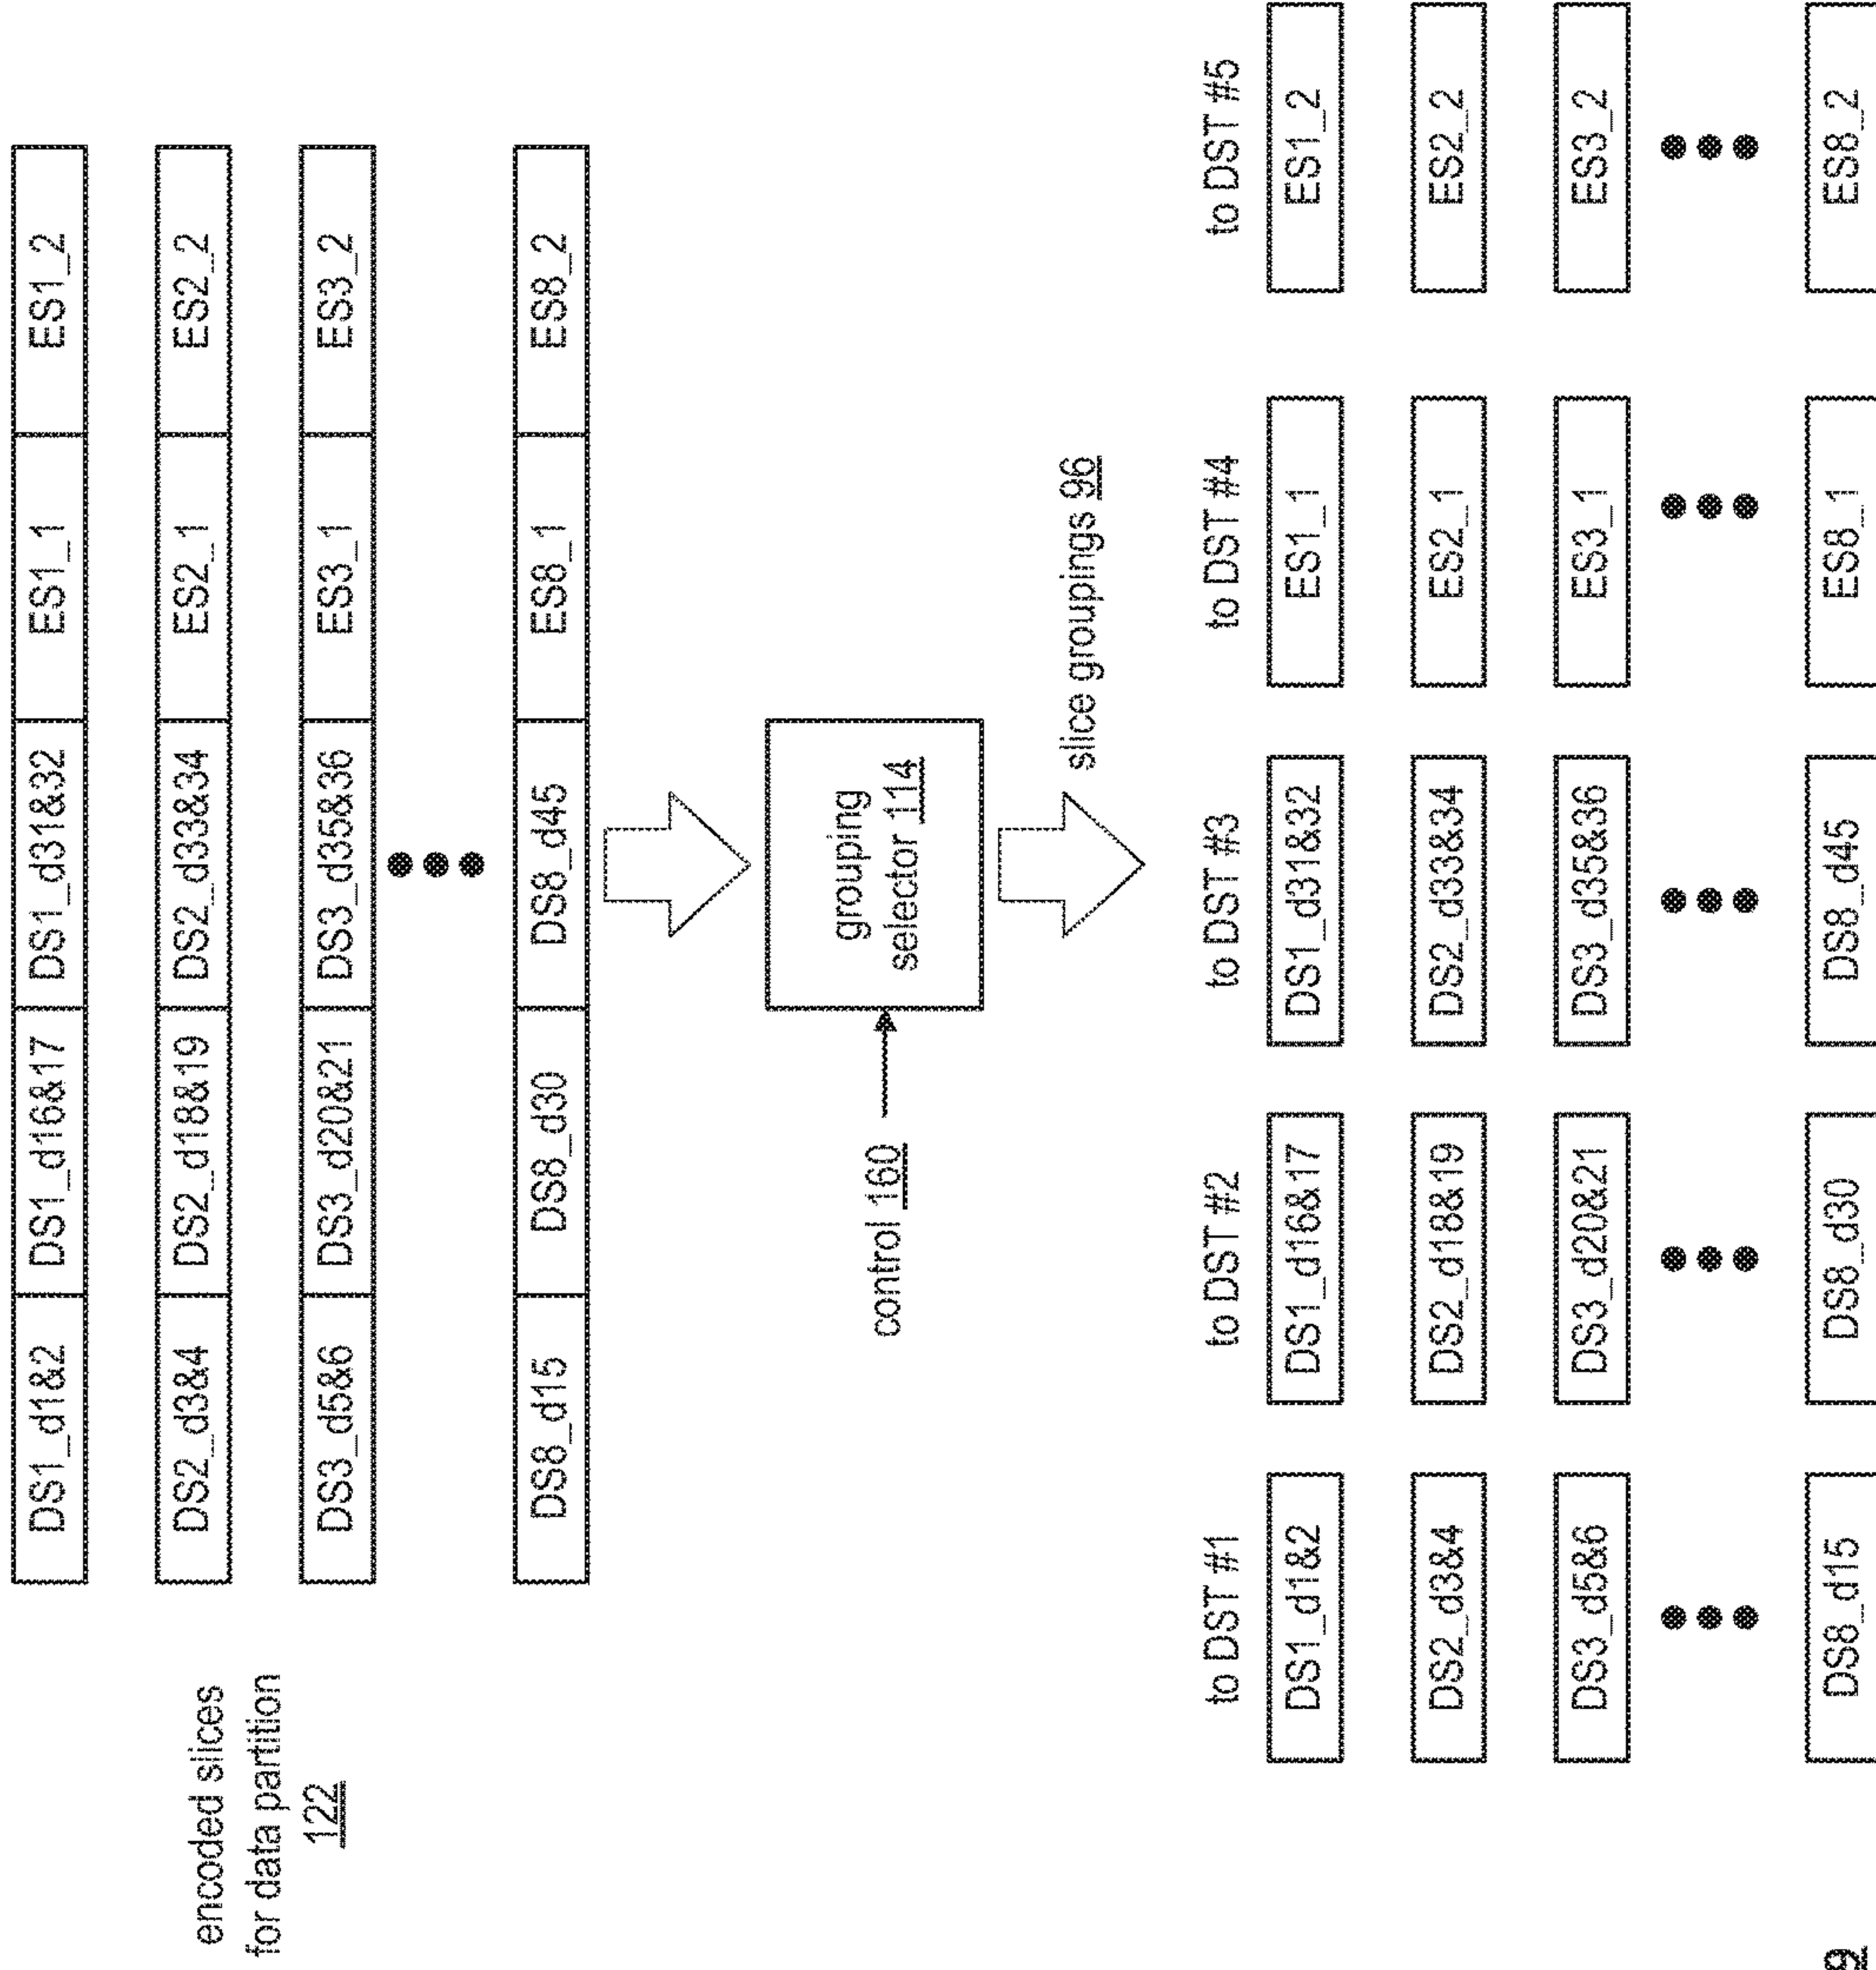 encoded slices
for data partition
122
DS1_d1&2 DS1_d16&17 DS1_d31&32 ES1_1 ES1_2
DS2_d3&4 DS2_d18&19 DS2_d33&34 ES2_1 ES2_2
DS3_d5&6 DS3_d20&21 DS3_d35&36 ES3_1 ES3_2
DS8_d15 DS8_d30 DS8_d45 ES8_1 ES8_2
control 160
grouping
selector 114
slice groupings 96
to DST #1 to DST #2 to DST #3 to DST #4 to DST #5
DS1_d1&2 DS1_d16&17 DS1_d31&32 ES1_1 ES1_2
DS2_d3&4 DS2_d18&19 DS2_d33&34 ES2_1 ES2_2
DS3_d5&6 DS3_d20&21 DS3_d35&36 ES3_1 ES3_2
DS8_d15 DS8_d30 DS8_d45 ES8_1 ES8_2